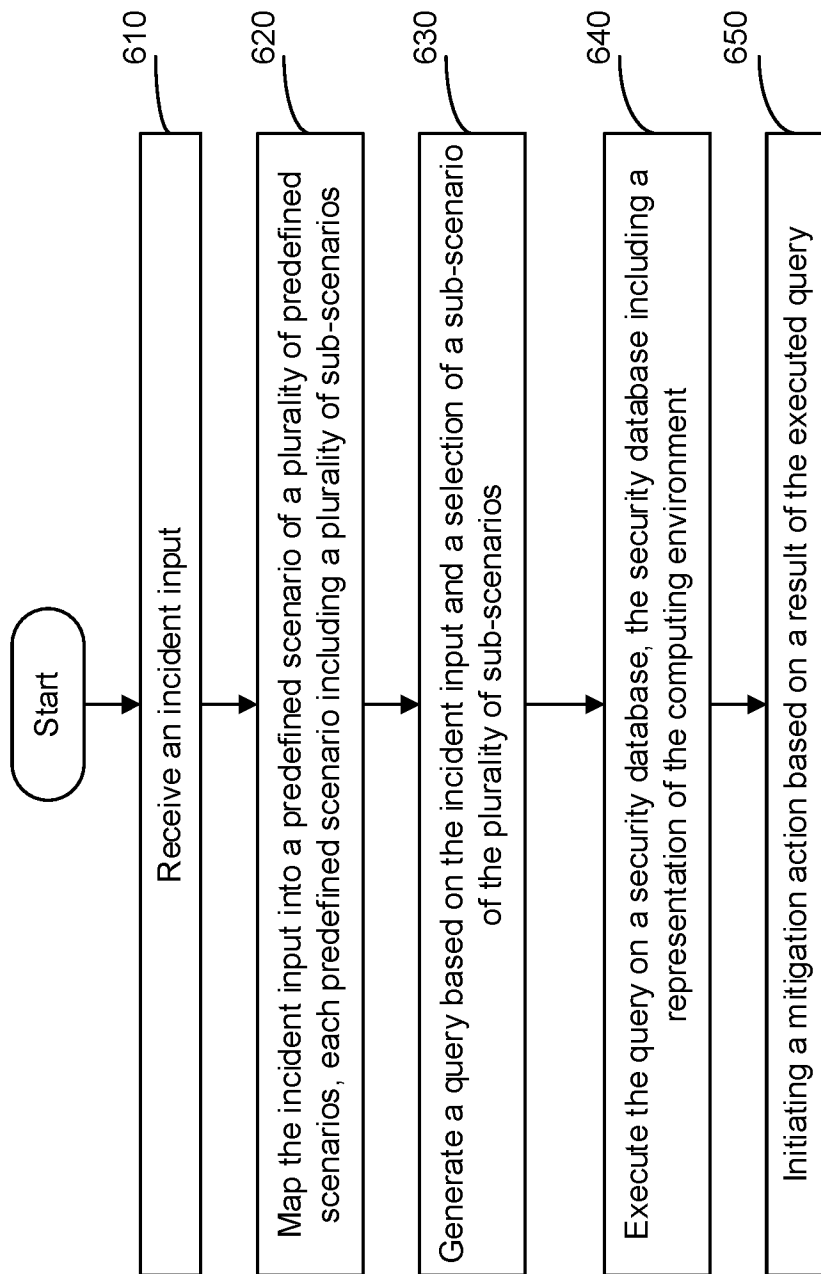 Start
Receive an incident input
610
Map the incident input into a predefined scenario of a plurality of predefined
scenarios, each predefined scenario including a plurality of sub-scenarios
620
Generate a query based on the incident input and a selection of a sub-scenario
of the plurality of sub-scenarios
630
Execute the query on a security database, the security database including a
representation of the computing environment
640
Initiating a mitigation action based on a result of the executed query
650